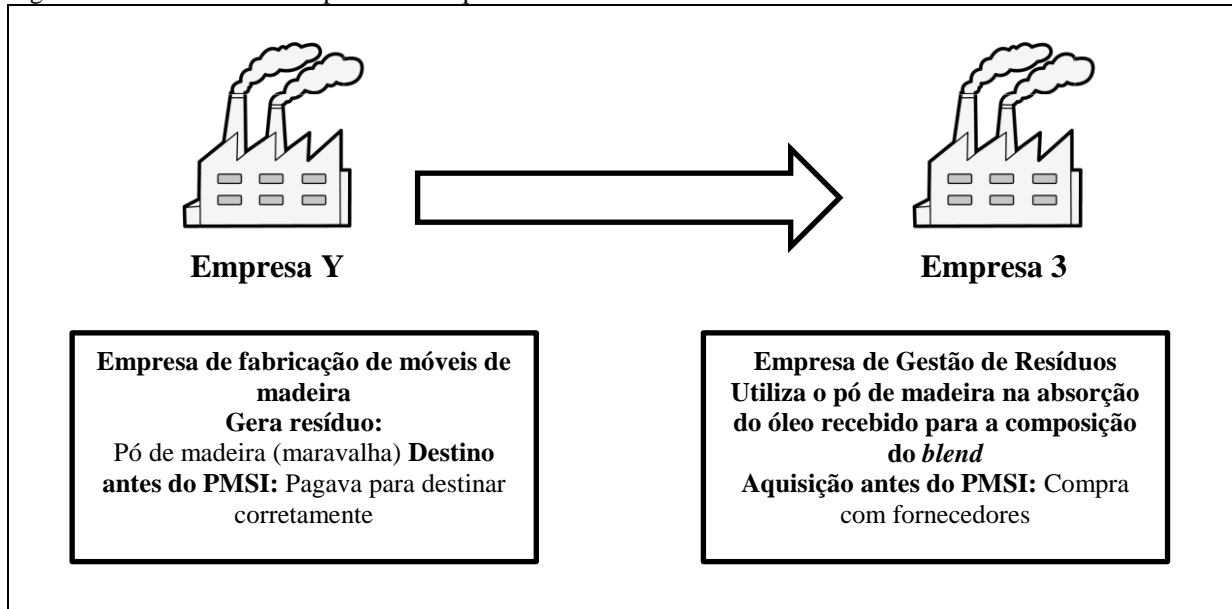 Empresa Y
Empresa 3
Empresa de fabricação de móveis de
madeira
Gera resíduo:
Pó de madeira (maravalha) Destino
antes do PMSI: Pagava para destinar
corretamente
Empresa de Gestão de Resíduos
Utiliza o pó de madeira na absorção
do óleo recebido para a composição
do blend
Aquisição antes do PMSI: Compra
com fornecedores